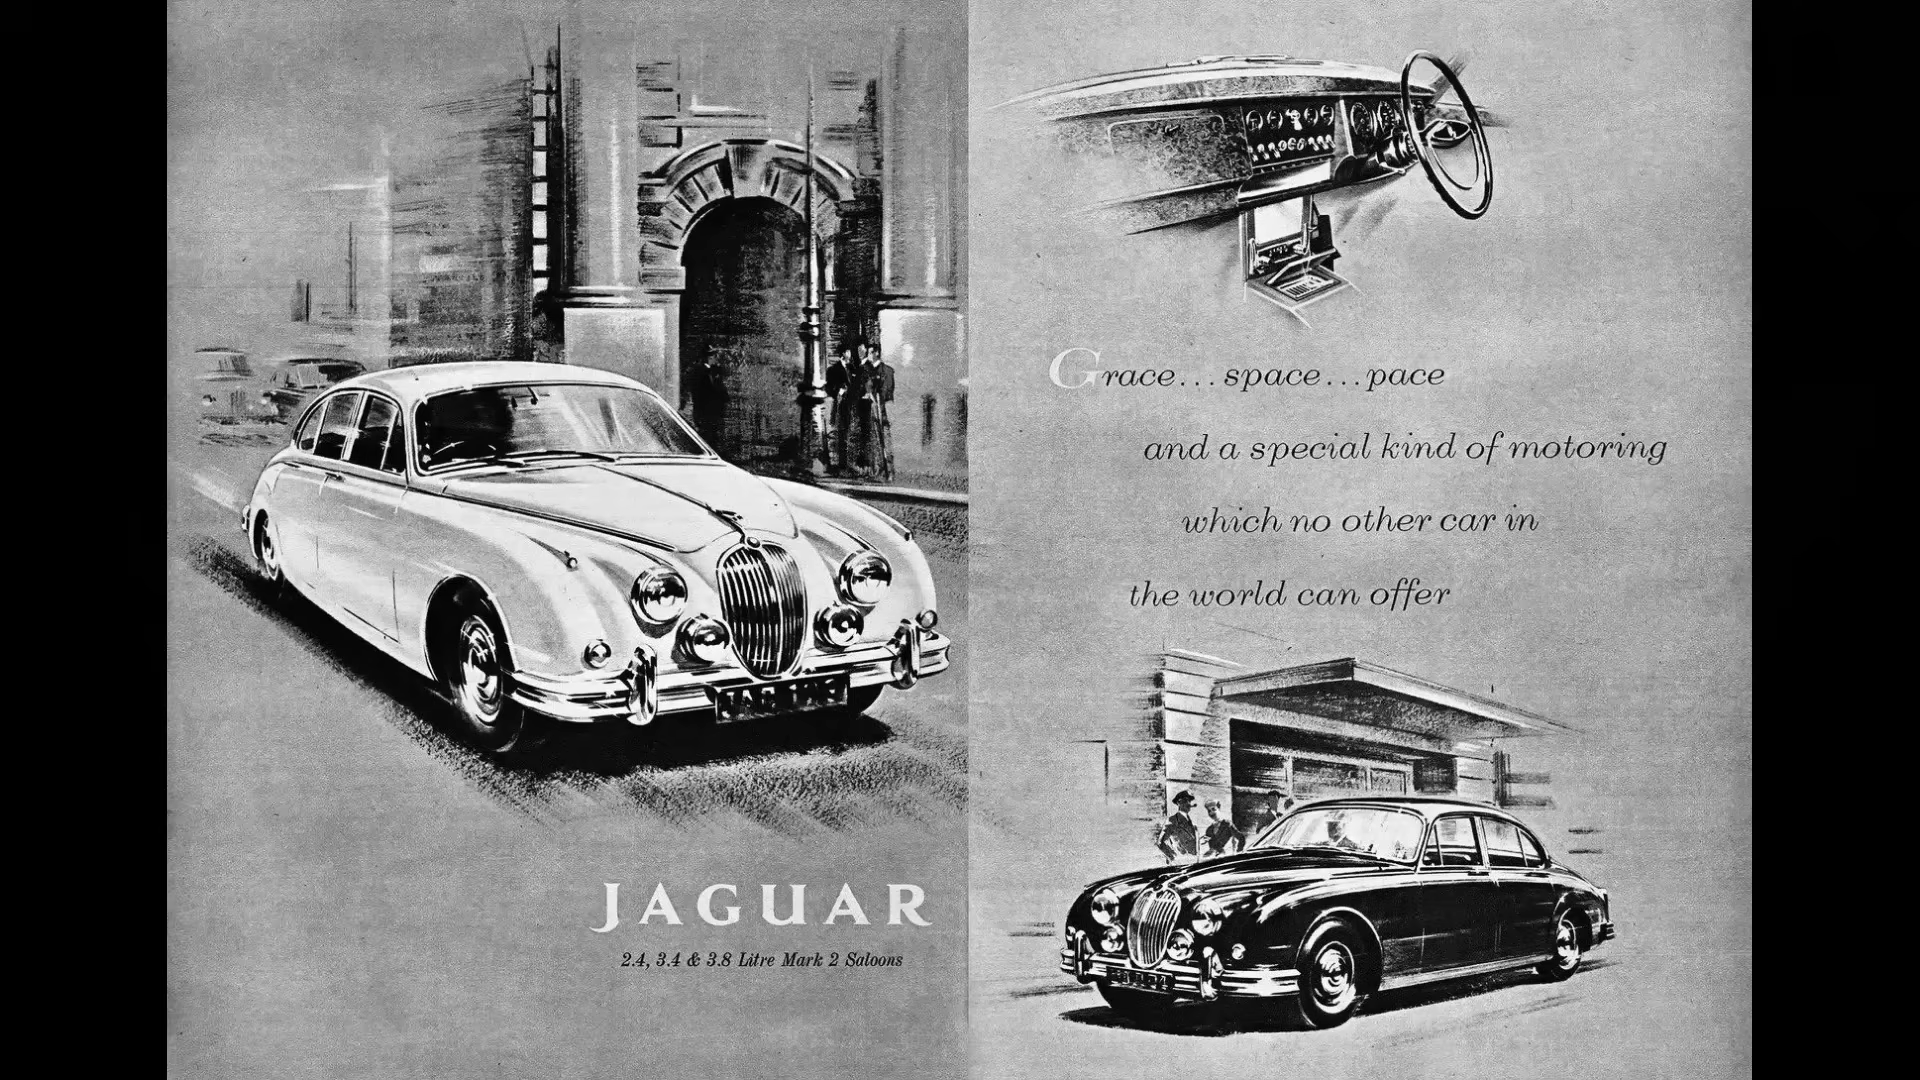 JAGUAR
2.4, 3.4 & 3.8 Litre Mark 2 Saloons
Grace...space...pace
and a special kind of motoring
which no other car in
the world can offer